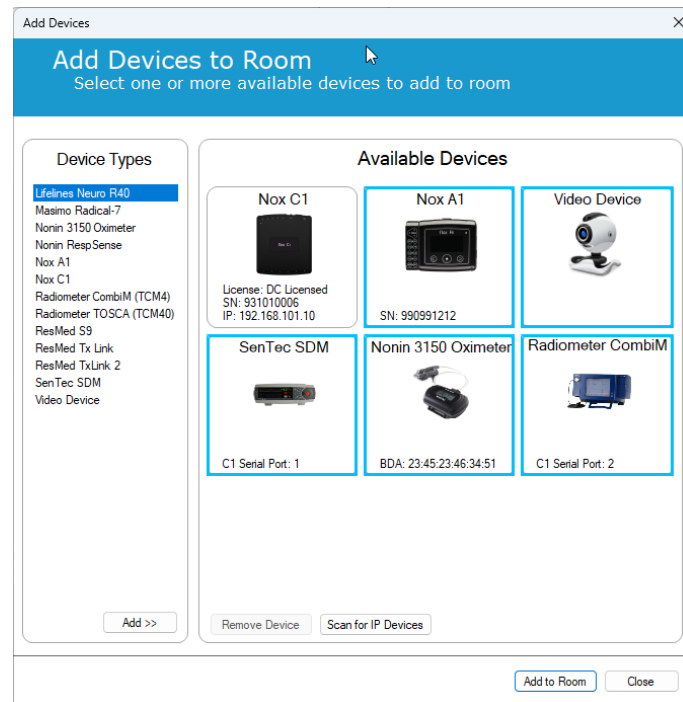 Add Devices
Add Devices to Room
Select one or more available devices to add to room
Device Types
Lifelines Neuro R40
Masimo Radical-7
Nonin 3150 Oximeter
Nonin RespSense
Nox A1
Nox C1
Radiometer CombiM (TCM4)
Radiometer TOSCA (TCM40)
ResMed S9
ResMed Tx Link
ResMed TxLink 2
SenTec SDM
Video Device
Add >>
Available Devices
Nox C1
Nox C1
License: DC Licensed
SN: 931010006
IP: 192.168.101.10
Nox A1
Nox A1
SN: 990991212
Video Device
SenTec SDM
C1 Serial Port: 1
Nonin 3150 Oximeter
BDA: 23:45:23:46:34:51
Radiometer CombiM
C1 Serial Port: 2
Remove Device
Scan for IP Devices
Add to Room
Close